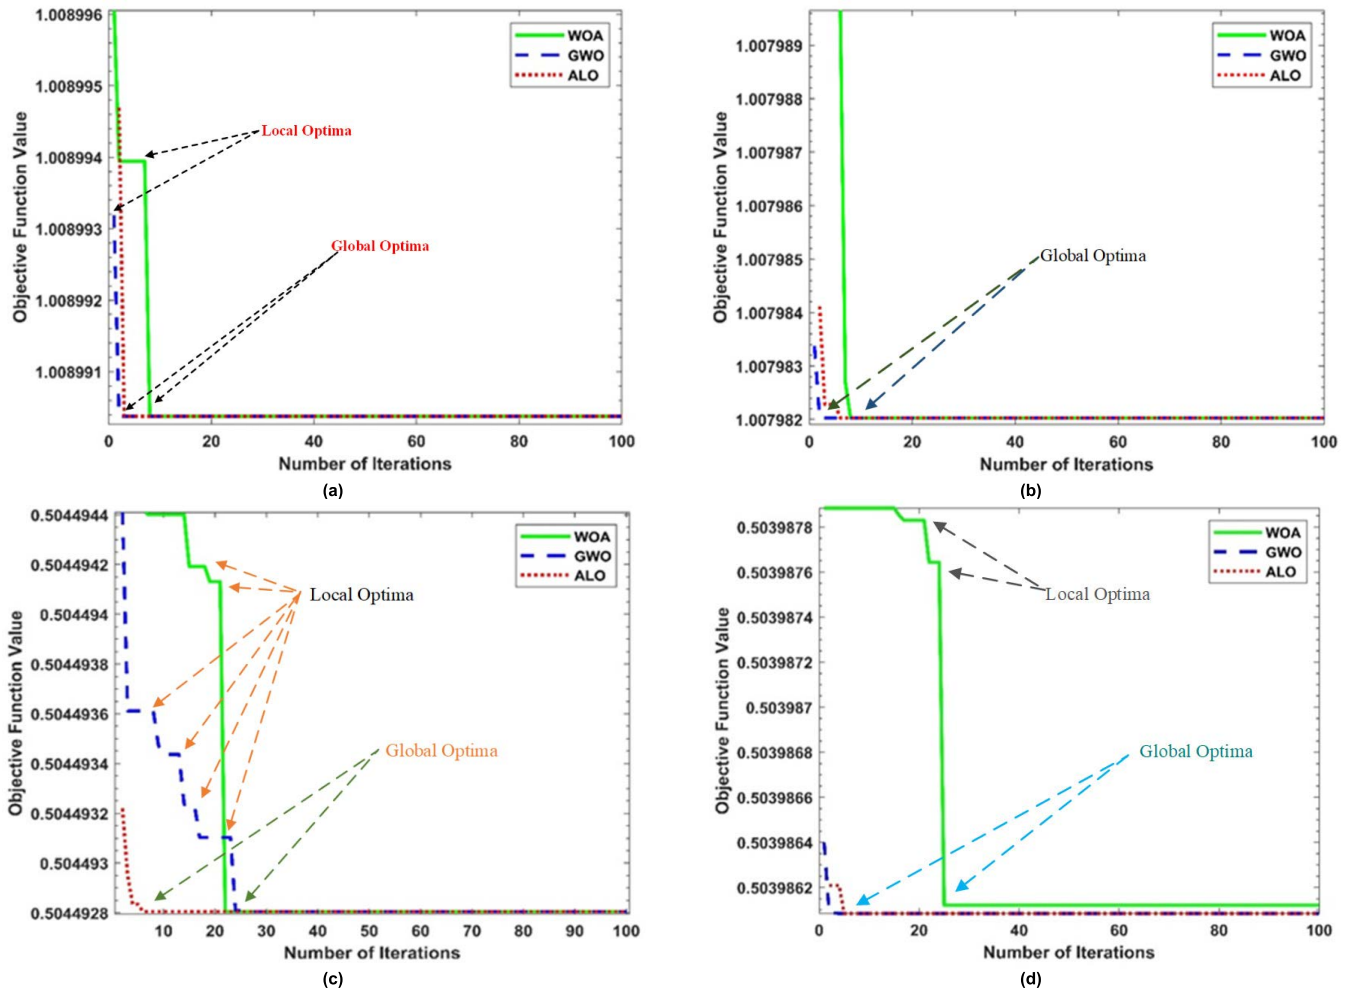 1.008996
1.008995
1.008994
1.008993
1.008992
1.008991
Objective Function Value
0 20 40 60 80 100
Number of Iterations
WOA
GWO
ALO
Local Optima
Global Optima
(a)
1.007989
1.007988
1.007987
1.007986
1.007985
1.007984
1.007983
1.007982
Objective Function Value
0 20 40 60 80 100
Number of Iterations
WOA
GWO
ALO
Global Optima
(b)
0.5044944
0.5044942
0.504494
0.5044938
0.5044936
0.5044934
0.5044932
0.504493
0.5044928
Objective Function Value
10 20 30 40 50 60 70 80 90 100
Number of Iterations
WOA
GWO
ALO
Local Optima
Global Optima
(c)
0.5039878
0.5039876
0.5039874
0.5039872
0.503987
0.5039868
0.5039866
0.5039864
0.5039862
Objective Function Value
0 20 40 60 80 100
Number of Iterations
WOA
GWO
ALO
Local Optima
Global Optima
(d)